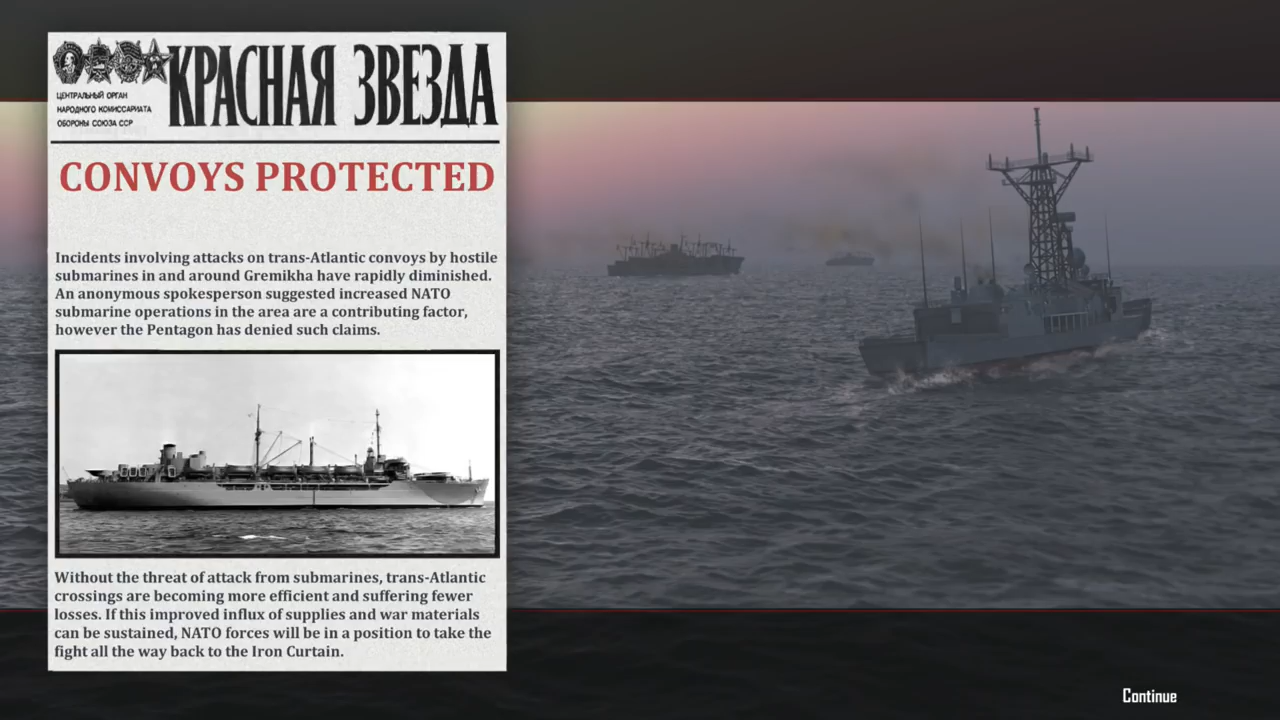 КРАСНАЯ ЗВЕЗДА
ЦЕНТРАЛЬНЫЙ ОРГАН
НАРОДНОГО КОМИССАРИАТА
ОБОРОНЫ СОЮЗА ССР
CONVOYS PROTECTED
Incidents involving attacks on trans-Atlantic convoys by hostile
submarines in and around Gremikha have rapidly diminished.
An anonymous spokesperson suggested increased NATO
submarine operations in the area are a contributing factor,
however the Pentagon has denied such claims.
Without the threat of attack from submarines, trans-Atlantic
crossings are becoming more efficient and suffering fewer
losses. If this improved influx of supplies and war materials
can be sustained, NATO forces will be in a position to take the
fight all the way back to the Iron Curtain.
Continue